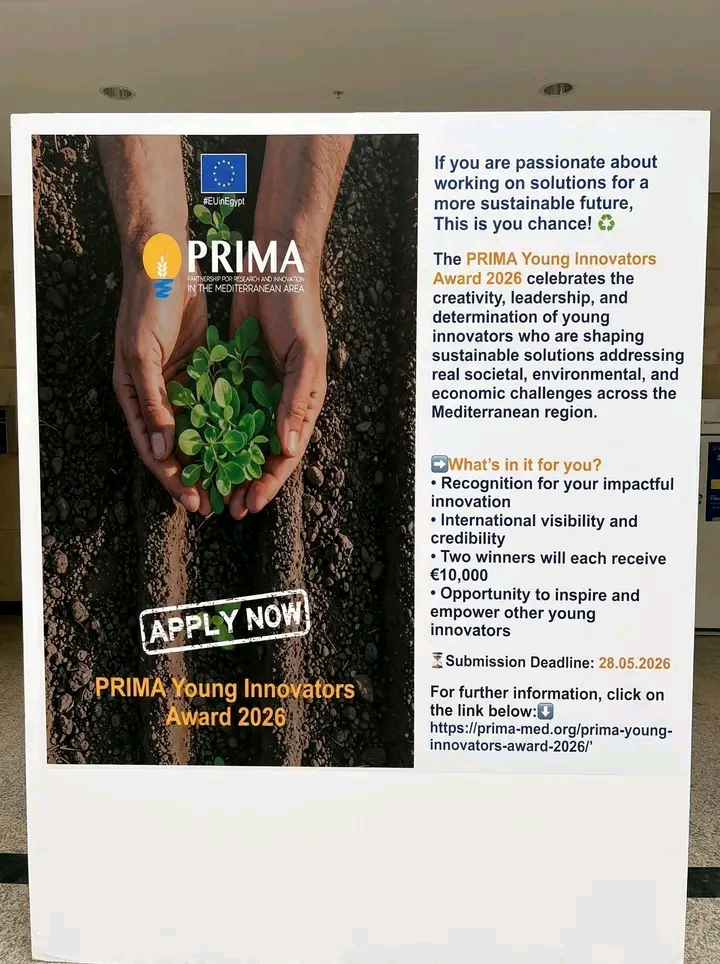 #EUinEgypt
PRIMA
PARTNERSHIP FOR RESEARCH AND INNOVATION
IN THE MEDITERRANEAN AREA
APPLY NOW
PRIMA Young Innovators
Award 2026
If you are passionate about
working on solutions for a
more sustainable future,
This is you chance! ♻️
The PRIMA Young Innovators
Award 2026 celebrates the
creativity, leadership, and
determination of young
innovators who are shaping
sustainable solutions addressing
real societal, environmental, and
economic challenges across the
Mediterranean region.
➡️What's in it for you?
• Recognition for your impactful
innovation
• International visibility and
credibility
• Two winners will each receive
€10,000
• Opportunity to inspire and
empower other young
innovators
⏳Submission Deadline: 28.05.2026
For further information, click on
the link below:⬇️
https://prima-med.org/prima-young-
innovators-award-2026/'